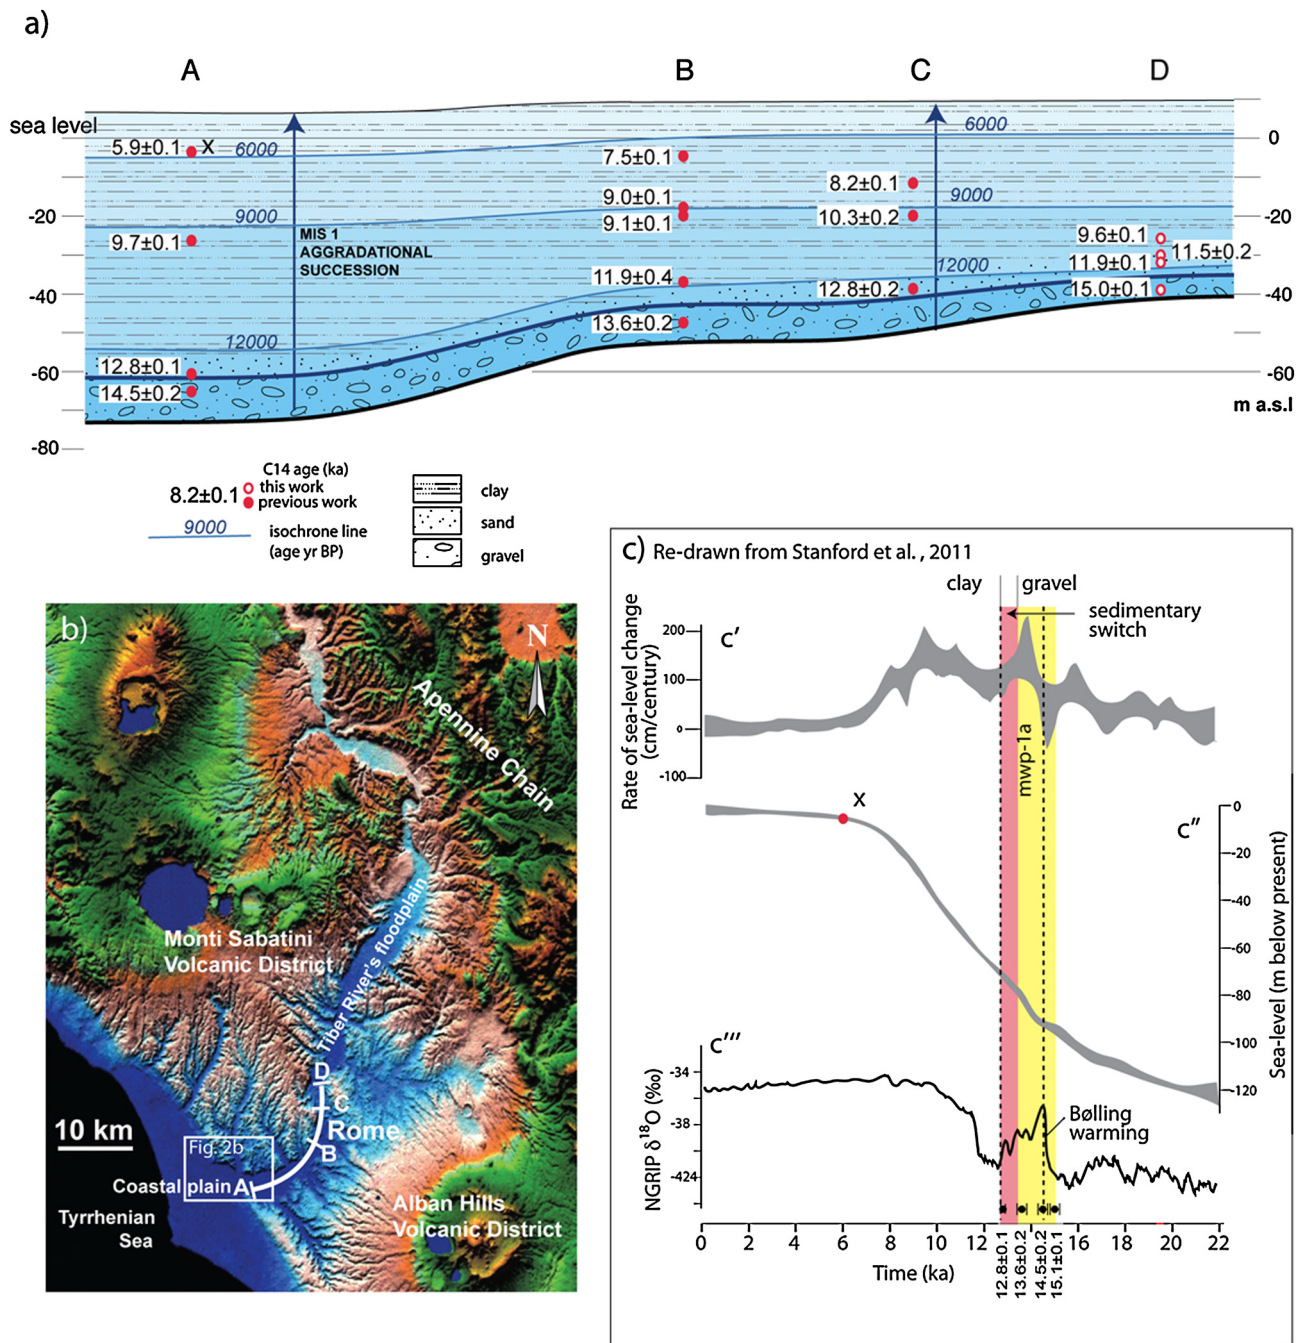 a)
A
B
C
D
sea level
5.9±0.1
X
6000
7.5±0.1
6000
0
8.2±0.1
9.0±0.1
9000
-20
9000
9.1±0.1
10.3±0.2
-20
9.7±0.1
MIS 1
AGGRADATIONAL
SUCCESSION
9.6±0.1
11.5±0.2
11.9±0.1
12000
11.9±0.4
12.8±0.2
15.0±0.1
-40
-40
13.6±0.2
12000
12.8±0.1
-60
-60
14.5±0.2
m a.s.l
-80
C14 age (ka)
8.2±0.1
this work
previous work
9000
isochrone line
(age yr BP)
clay
sand
gravel
b)
N
Apennine Chain
Monti Sabatini
Volcanic District
Tiber River's floodplain
D
C
Rome
B
10 km
Fig. 2b
Coastal plain A
Tyrrhenian
Sea
Alban Hills
Volcanic District
c) Re-drawn from Stanford et al., 2011
clay
gravel
sedimentary
switch
c'
Rate of sea-level change
(cm/century)
200
100
0
-100
mwp-1a
X
c''
0
-20
-40
-60
-80
-100
-120
Sea-level (m below present)
c'''
NGRIP δ18O (‰)
-34
-38
-424
Bølling
warming
0 2 4 6 8 10 12 16 18 20 22
12.8±0.1
13.6±0.2
14.5±0.2
15.1±0.1
Time (ka)